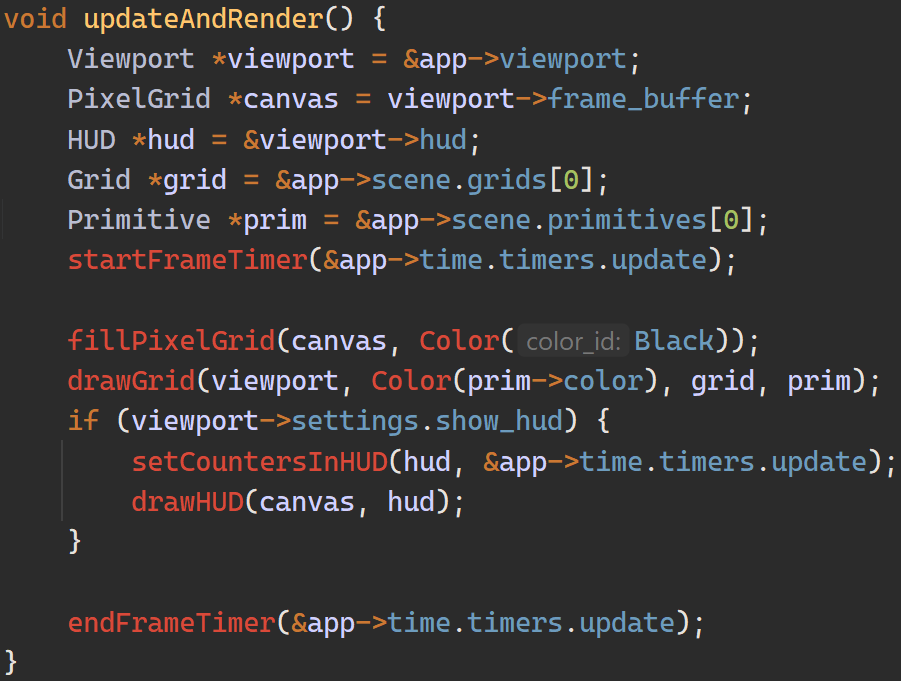 void updateAndRender() {
    Viewport *viewport = &app->viewport;
    PixelGrid *canvas = viewport->frame_buffer;
    HUD *hud = &viewport->hud;
    Grid *grid = &app->scene.grids[0];
    Primitive *prim = &app->scene.primitives[0];
    startFrameTimer(&app->time.timers.update);

    fillPixelGrid(canvas, Color( color_id: Black));
    drawGrid(viewport, Color(prim->color), grid, prim);
    if (viewport->settings.show_hud) {
        setCountersInHUD(hud, &app->time.timers.update);
        drawHUD(canvas, hud);
    }

    endFrameTimer(&app->time.timers.update);
}